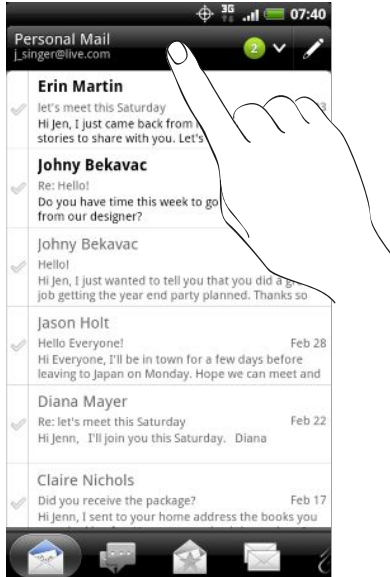 3G 07:40
Personal Mail
j_singer@live.com
2
Erin Martin
let's meet this Saturday
Hi Jen, I just came back from
stories to share with you. Let's
Johny Bekavac
Re: Hello!
Do you have time this week to go
from our designer?
Johny Bekavac
Hello!
Hi Jen, I just wanted to tell you that you did a
job getting the year end party planned. Thanks so
Jason Holt
Hello Everyone! Feb 28
Hi Everyone, I'll be in town for a few days before
leaving to Japan on Monday. Hope we can meet and
Diana Mayer
Re: let's meet this Saturday Feb 22
Hi Jenn, I'll join you this Saturday. Diana
Claire Nichols
Did you receive the package? Feb 17
Hi Jenn, I sent to your home address the books you